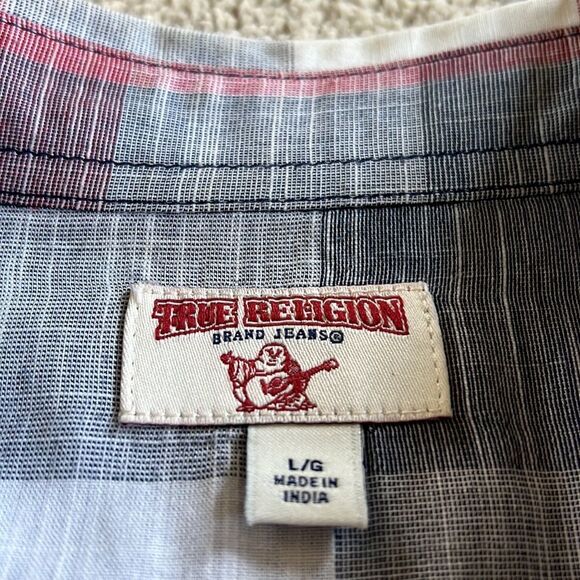 TRUE RELIGION
BRAND JEANS®
L/G
MADE IN
INDIA